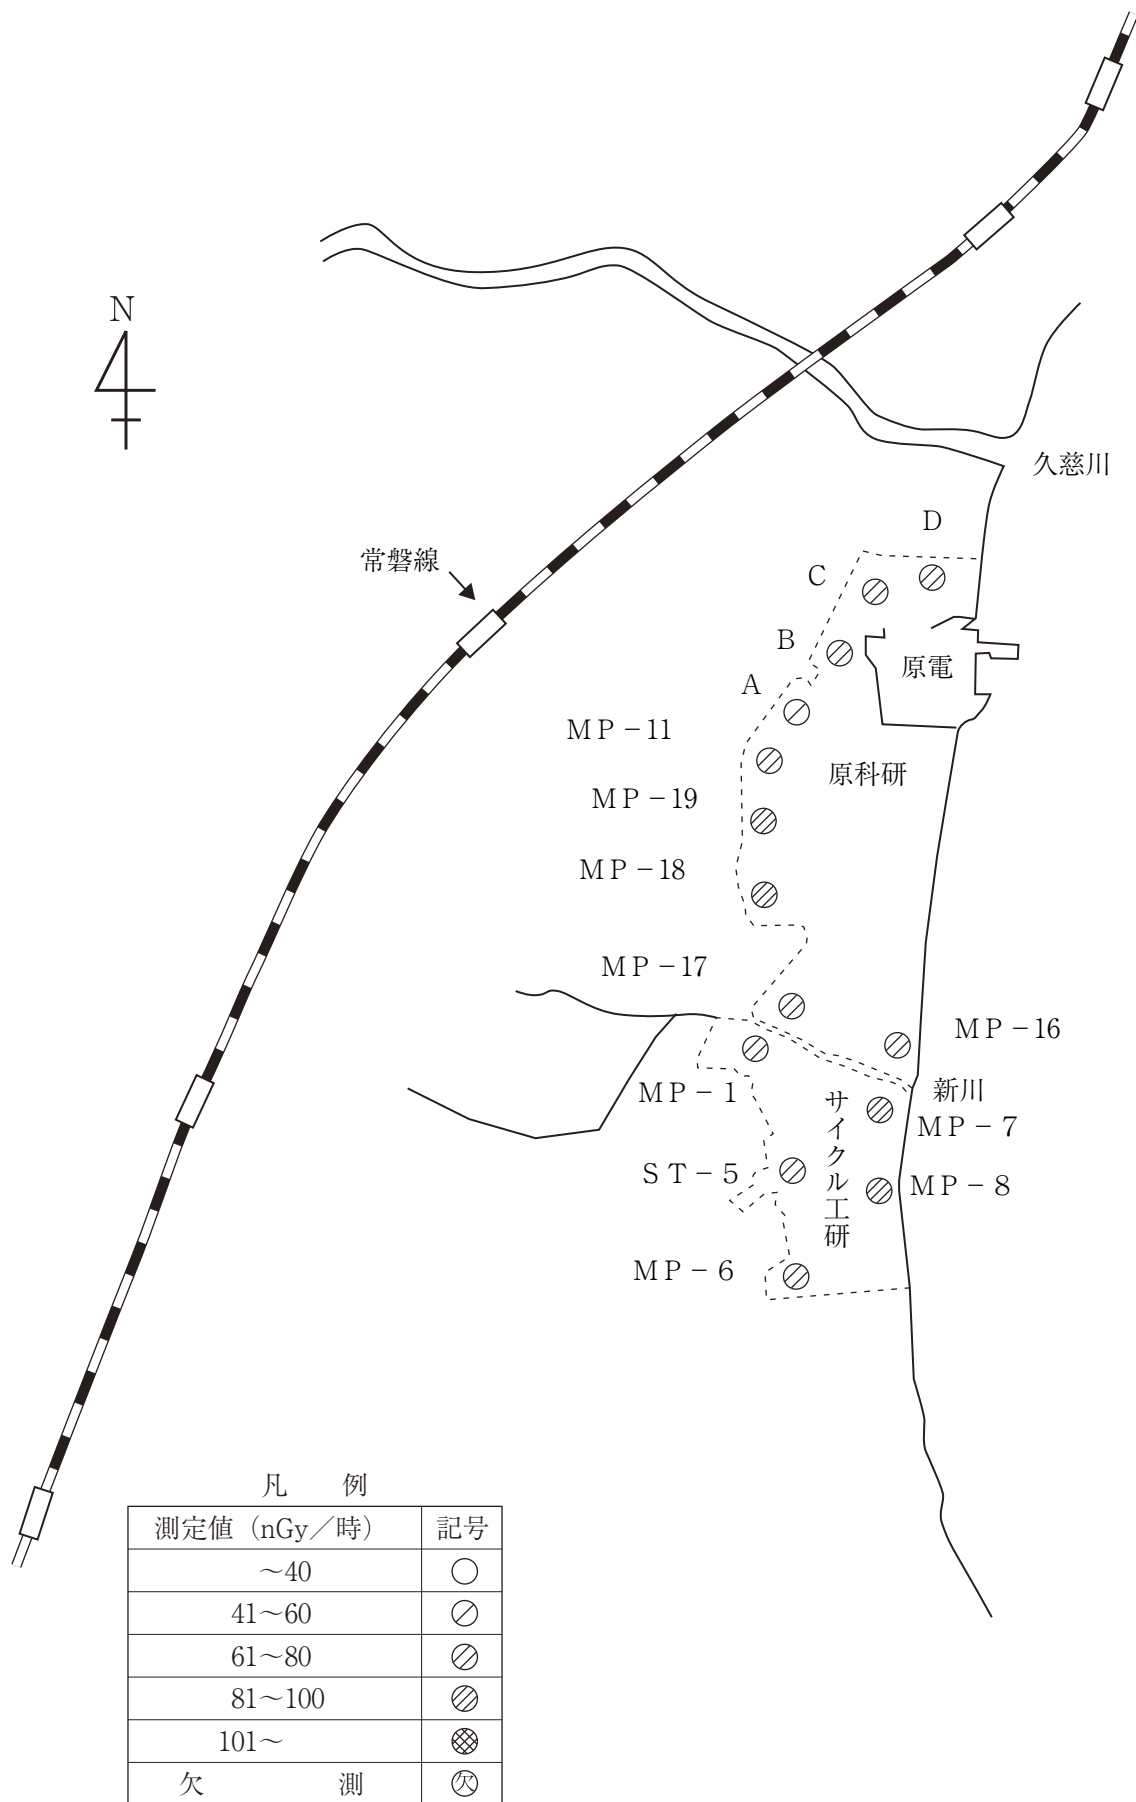 N
久慈川
D
常磐線
C
B
原電
A
MP－11
原科研
MP－19
MP－18
MP－17
MP－16
新川
MP－1
サイクル工研
MP－7
ST－5
MP－8
MP－6
凡　例
測定値（nGy／時） 記号
～40
41～60
61～80
81～100
101～
欠　測 欠